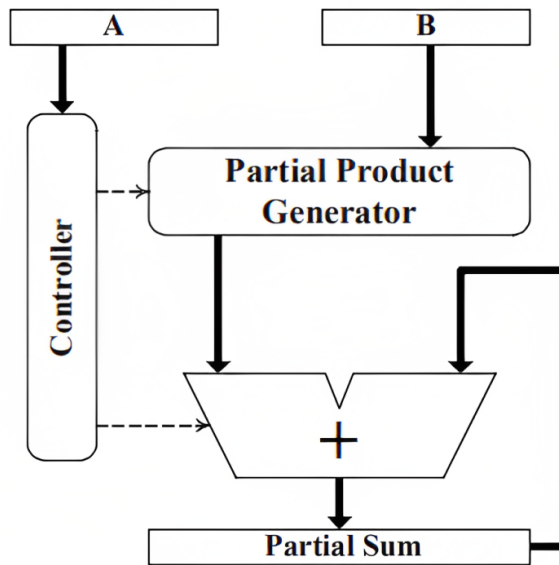 A
B
Partial Product
Generator
Controller
+
Partial Sum